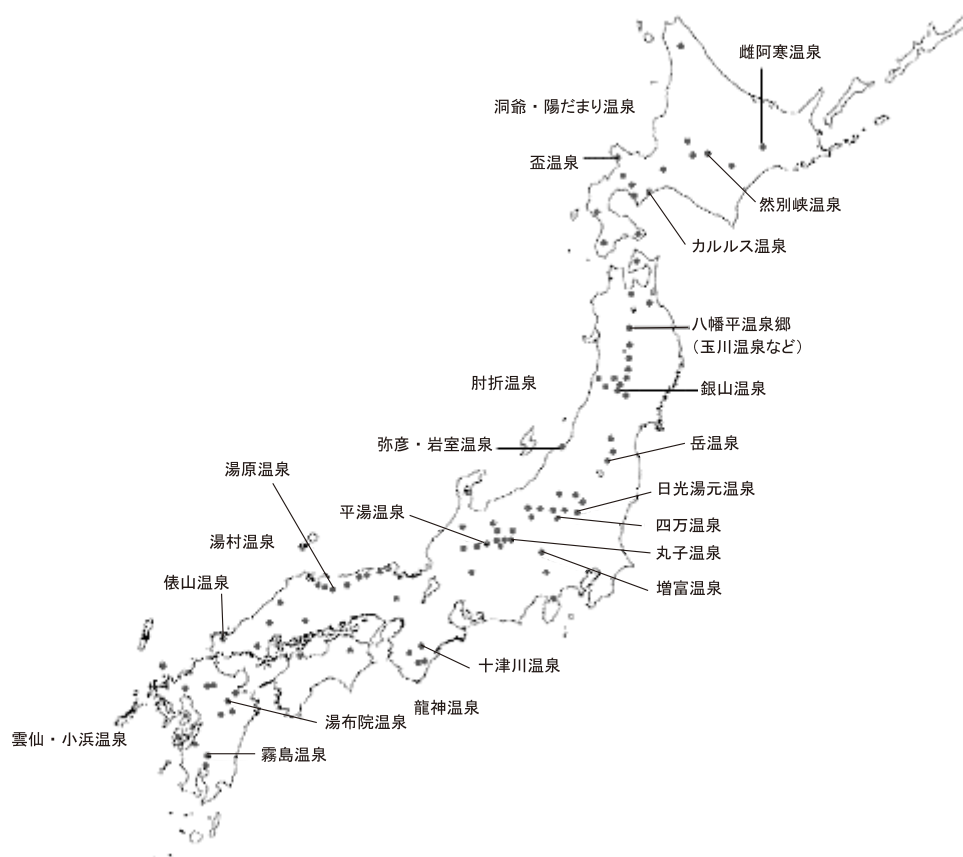 雌阿寒温泉
洞爺・陽だまり温泉
盃温泉
然別峡温泉
カルルス温泉
八幡平温泉郷
（玉川温泉など）
肘折温泉
銀山温泉
弥彦・岩室温泉
岳温泉
湯原温泉
日光湯元温泉
平湯温泉
四万温泉
湯村温泉
丸子温泉
俵山温泉
増富温泉
十津川温泉
龍神温泉
湯布院温泉
雲仙・小浜温泉
霧島温泉